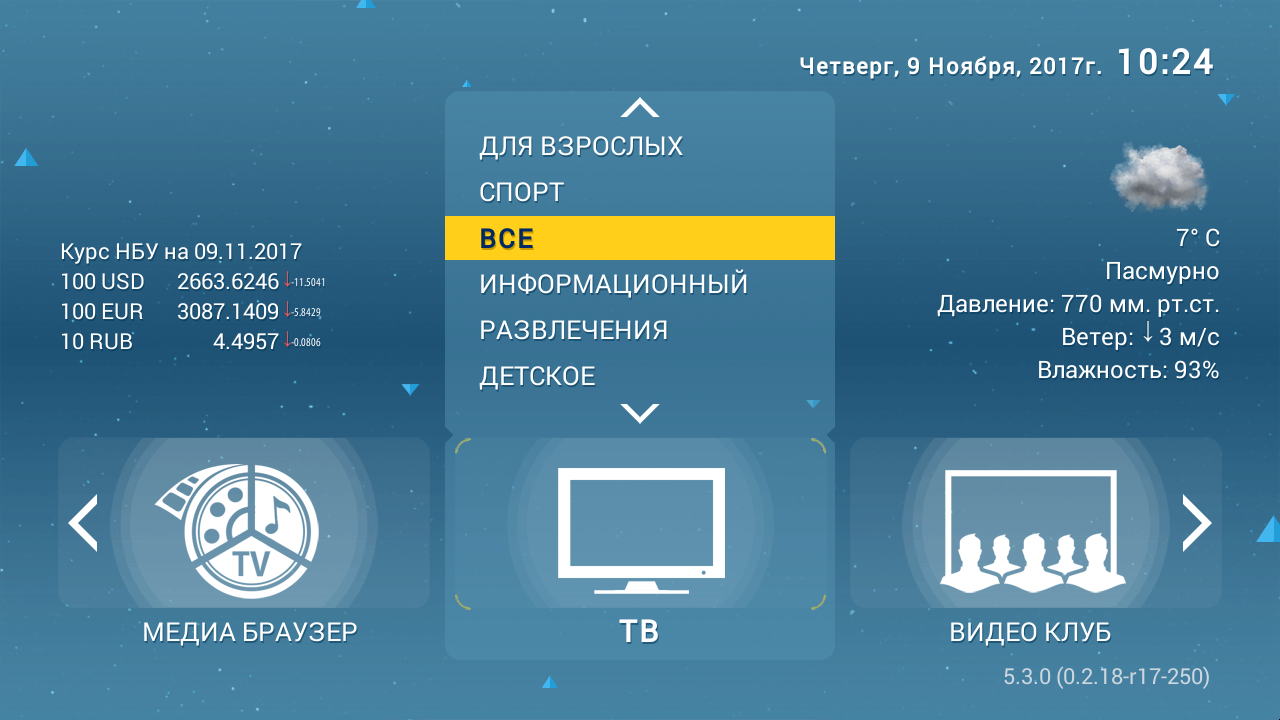 Четверг, 9 Ноября, 2017г. 10:24
ДЛЯ ВЗРОСЛЫХ
СПОРТ
ВСЕ
ИНФОРМАЦИОННЫЙ
РАЗВЛЕЧЕНИЯ
ДЕТСКОЕ
Курс НБУ на 09.11.2017
100 USD 2663.6246 ↓-11.5041
100 EUR 3087.1409 ↓-5.8429
10 RUB 4.4957 ↓-0.0806
7° C
Пасмурно
Давление: 770 мм. рт.ст.
Ветер: ↓ 3 м/с
Влажность: 93%
TV
МЕДИА БРАУЗЕР
ТВ
ВИДЕО КЛУБ
5.3.0 (0.2.18-r17-250)